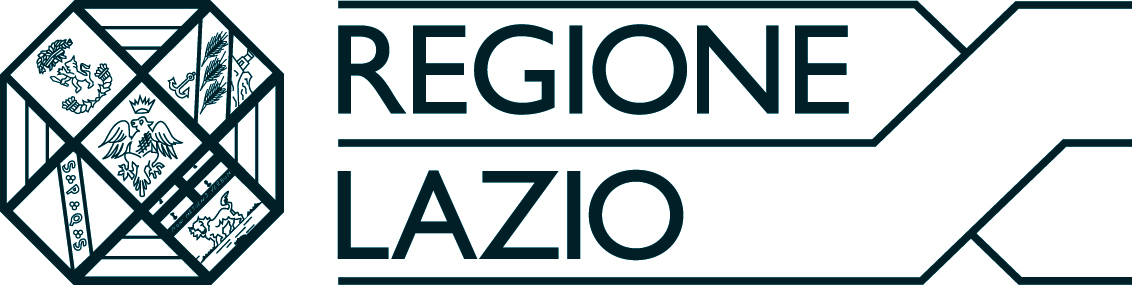 REGIONE
LAZIO
S P Q S